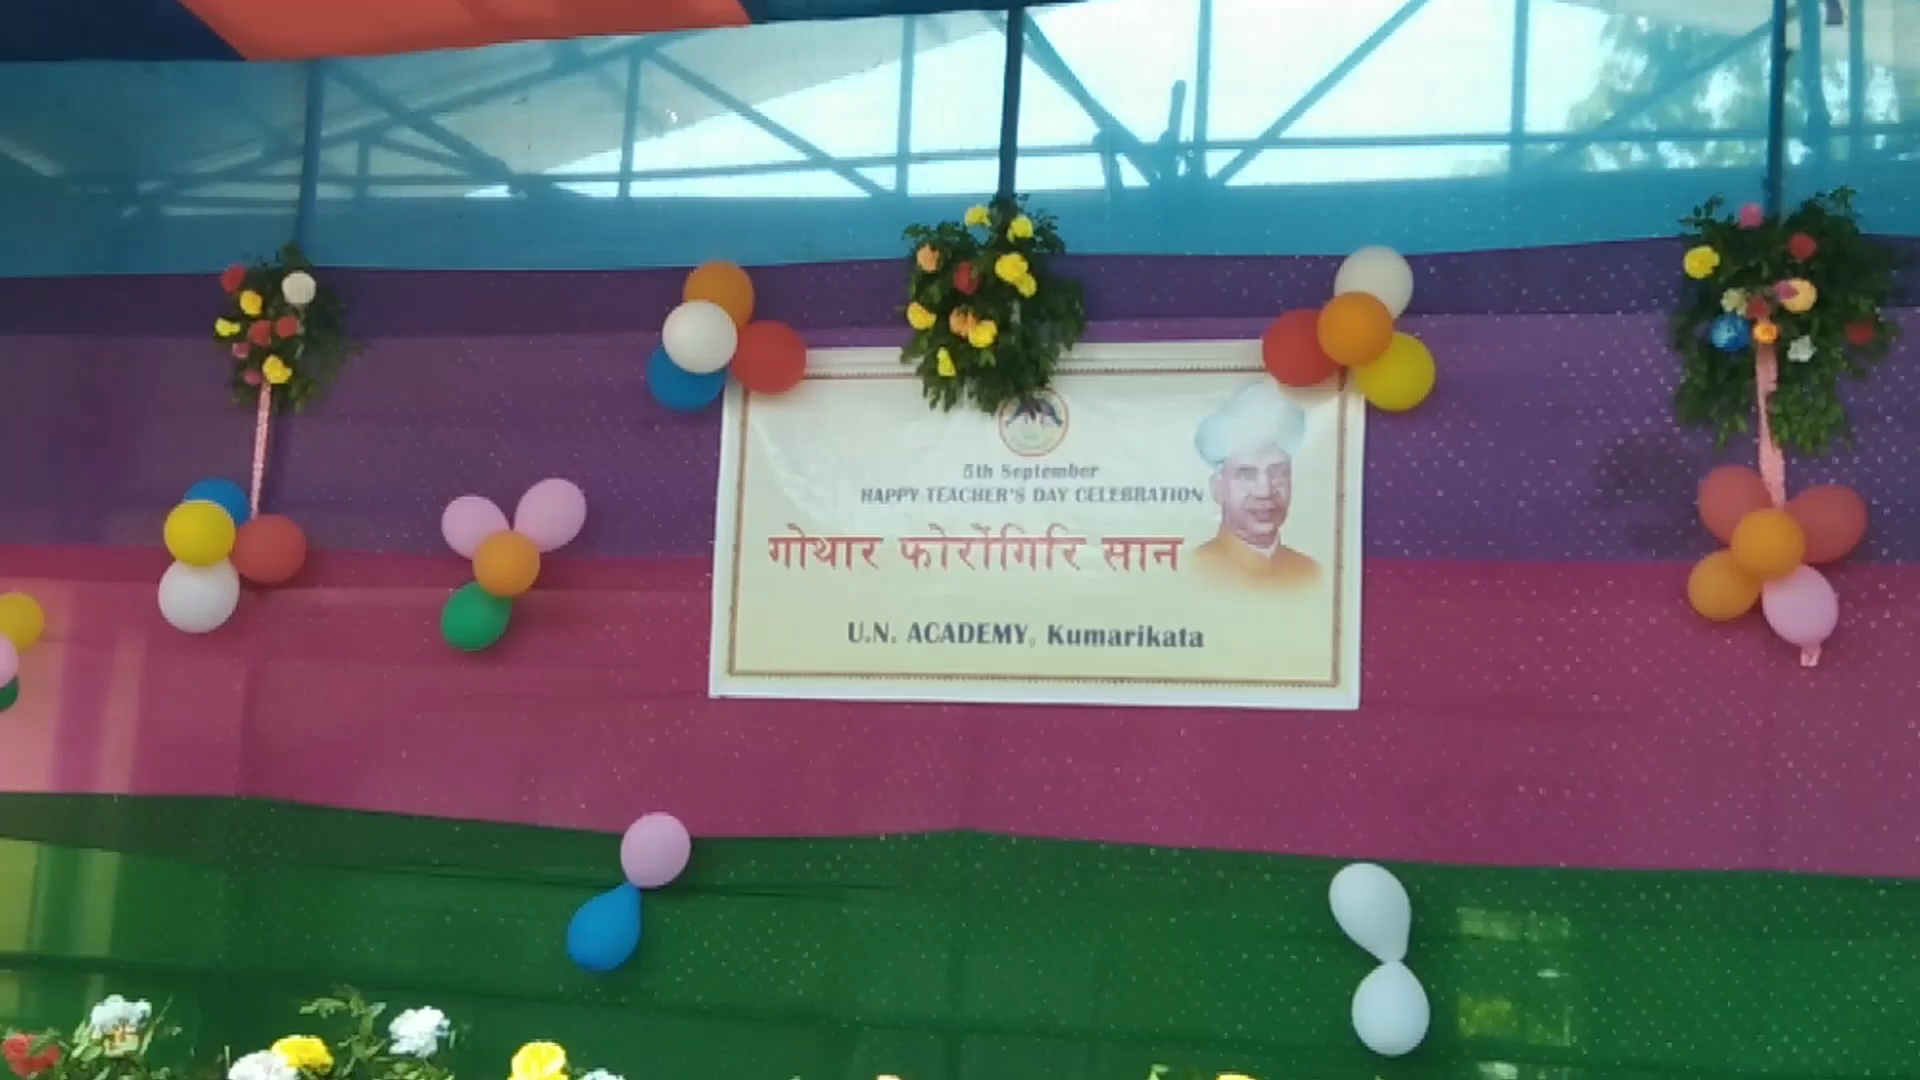 5th September
HAPPY TEACHER'S DAY CELEBRATION
गोथार फोरोंगिरि सान
U.N. ACADEMY, Kumarikata